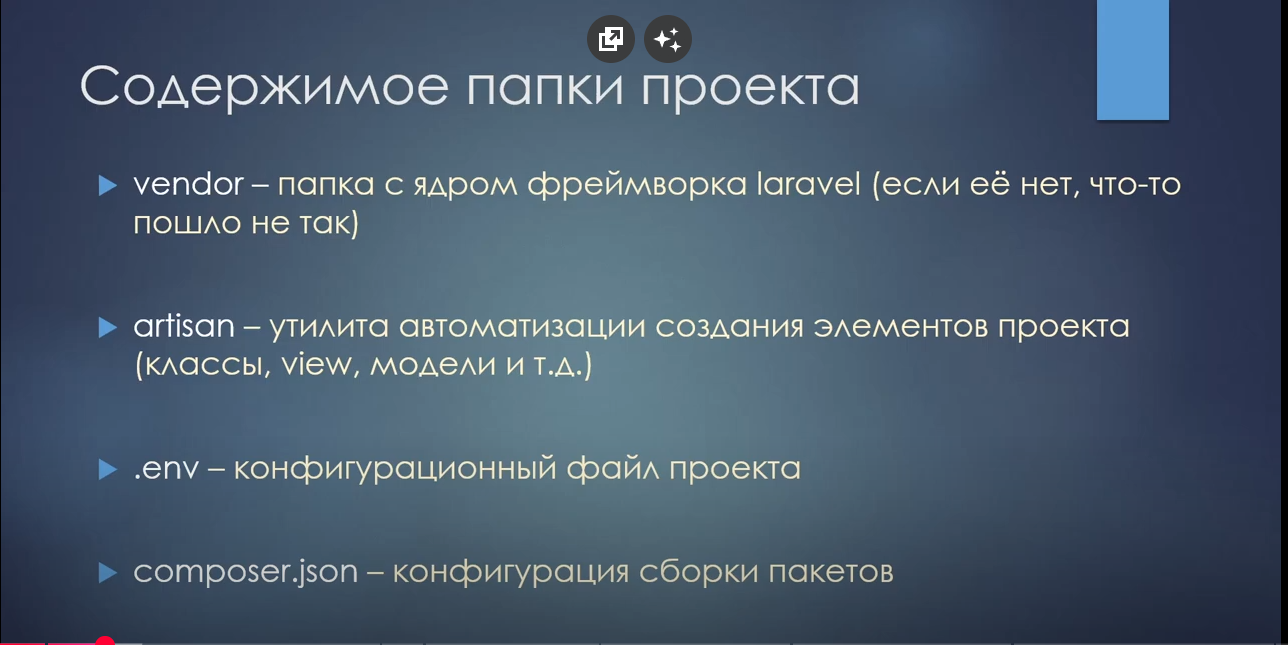 Содержимое папки проекта
vendor – папка с ядром фреймворка laravel (если её нет, что-то
пошло не так)
artisan – утилита автоматизации создания элементов проекта
(классы, view, модели и т.д.)
.env – конфигурационный файл проекта
composer.json – конфигурация сборки пакетов